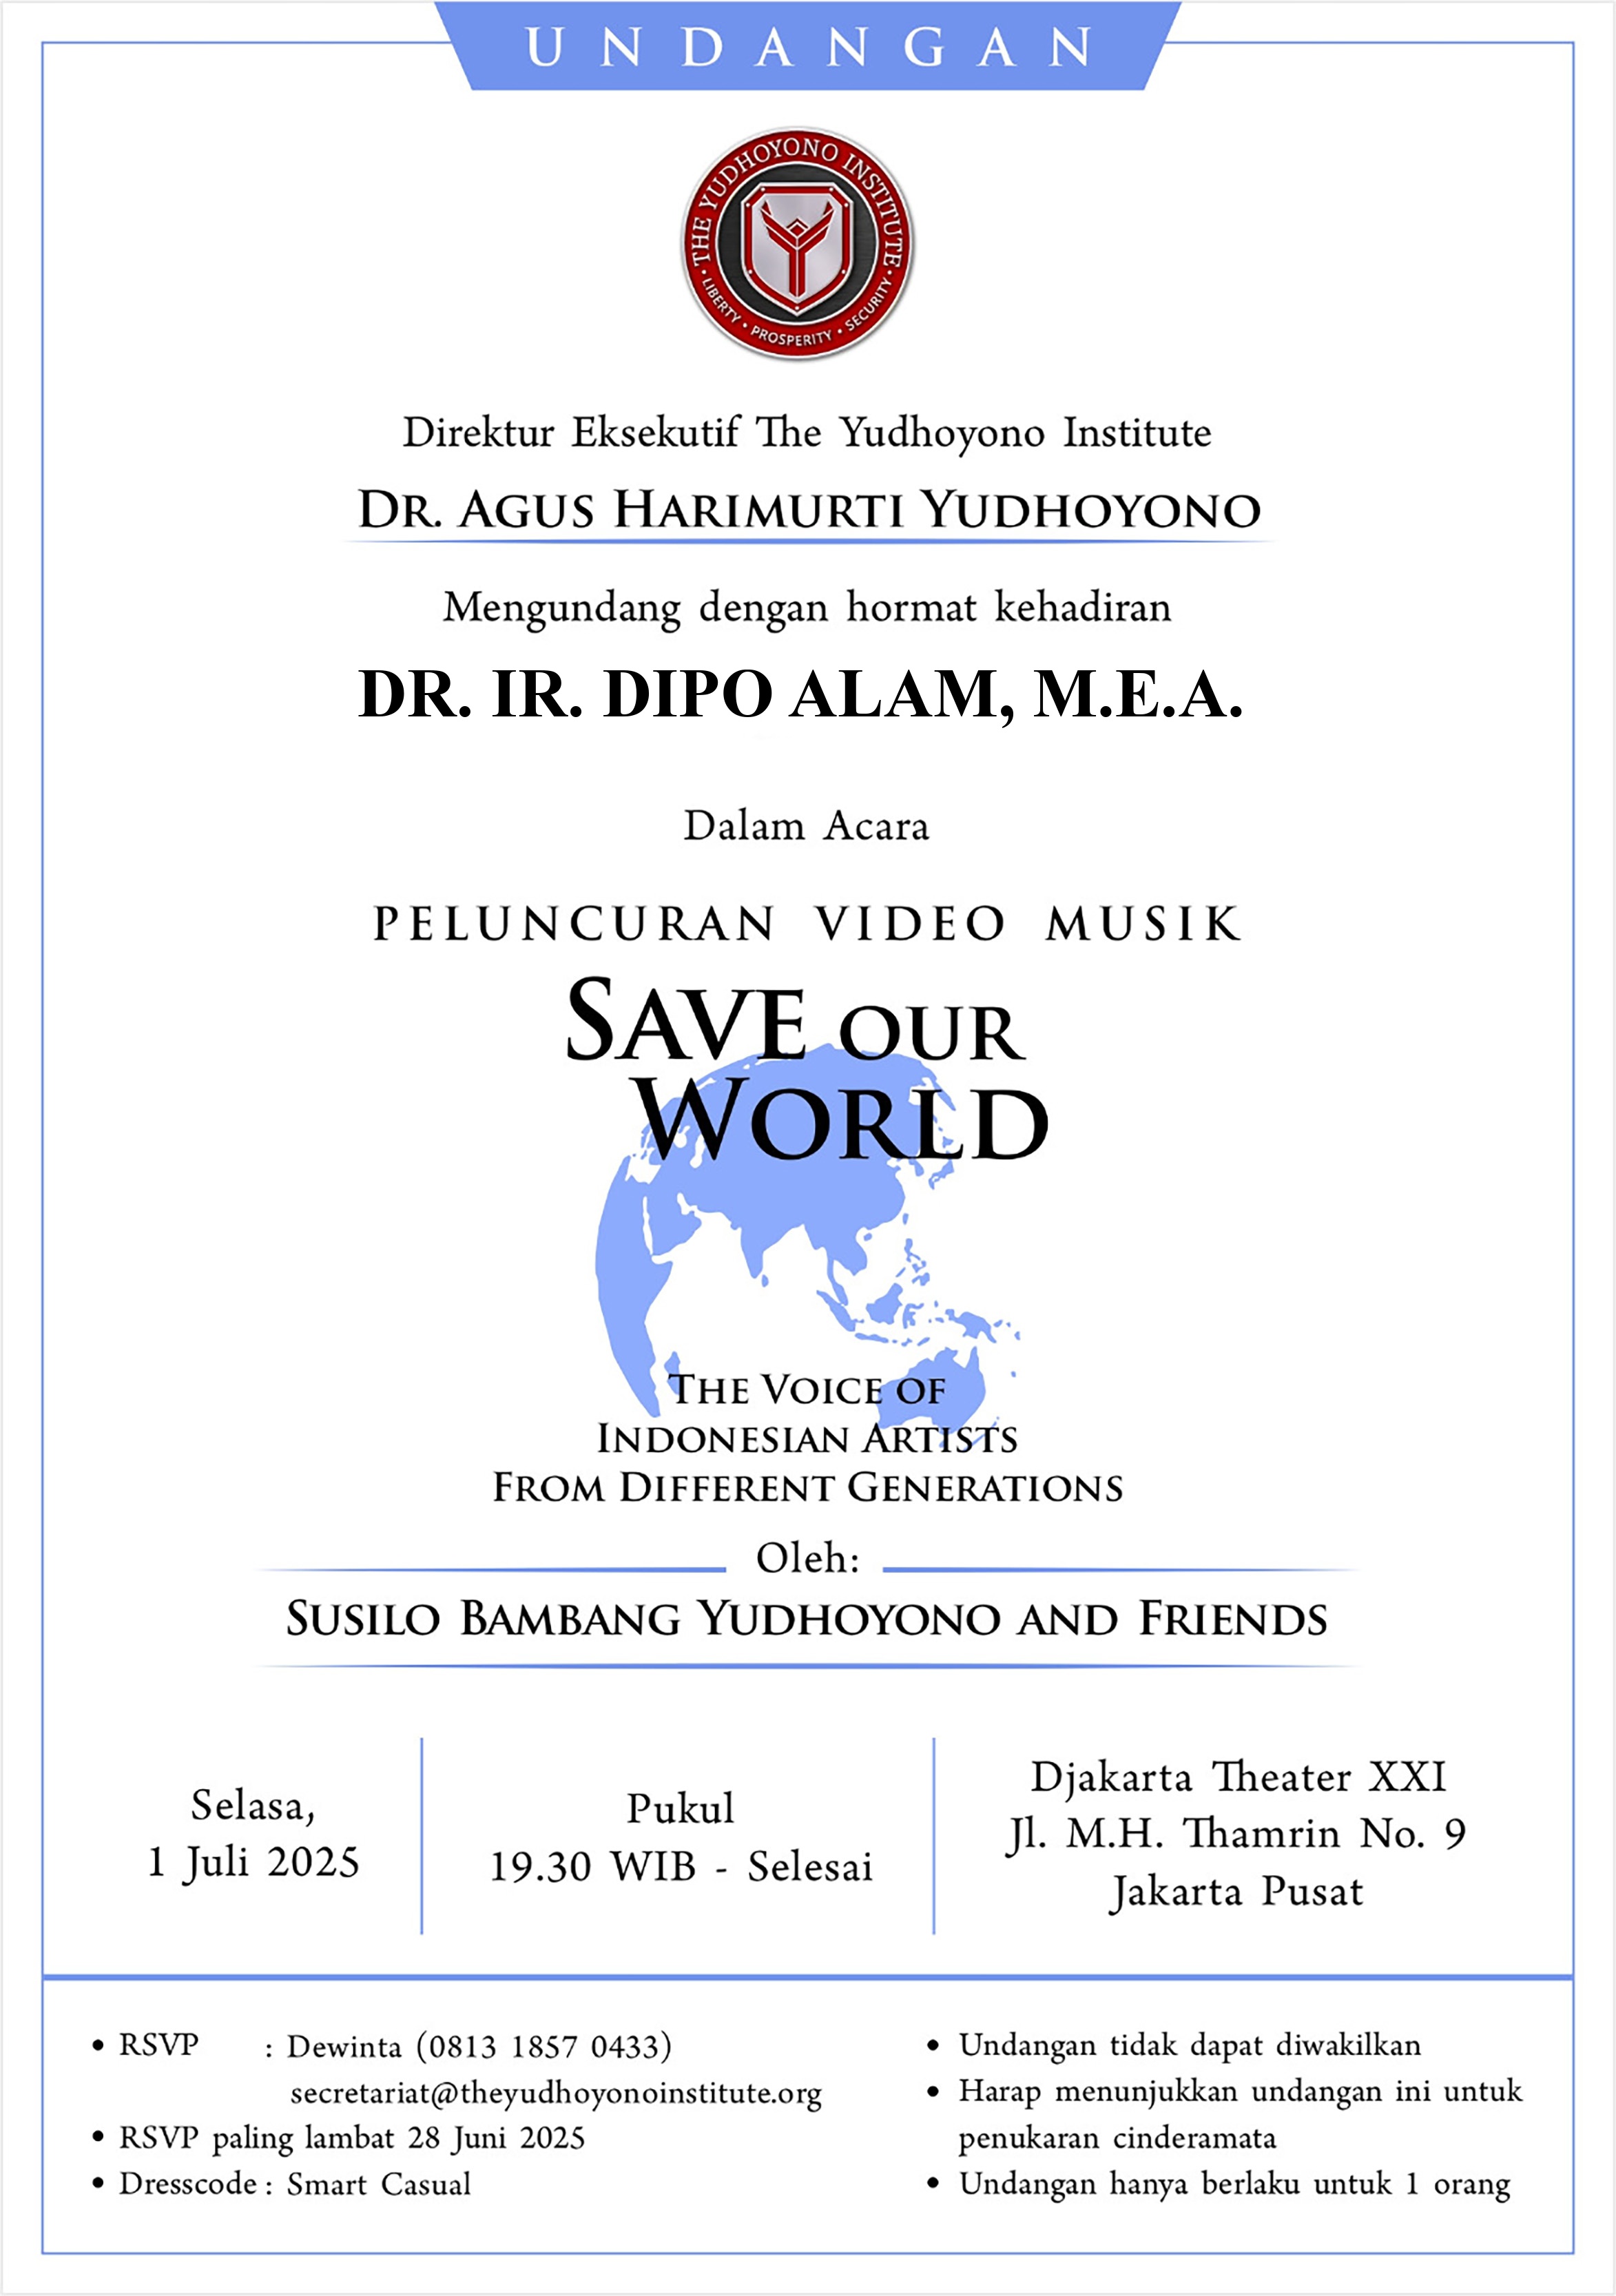 UNDANGAN
THE YUDHOYONO INSTITUTE
LIBERTY • PROSPERITY • SECURITY
Direktur Eksekutif The Yudhoyono Institute
DR. AGUS HARIMURTI YUDHOYONO
Mengundang dengan hormat kehadiran
DR. IR. DIPO ALAM, M.E.A.
Dalam Acara
PELUNCURAN VIDEO MUSIK
SAVE OUR
WORLD
THE VOICE OF
INDONESIAN ARTISTS
FROM DIFFERENT GENERATIONS
Oleh:
SUSILO BAMBANG YUDHOYONO AND FRIENDS
Selasa,
1 Juli 2025
Pukul
19.30 WIB - Selesai
Djakarta Theater XXI
Jl. M.H. Thamrin No. 9
Jakarta Pusat
• RSVP : Dewinta (0813 1857 0433)
secretariat@theyudhoyonoinstitute.org
• RSVP paling lambat 28 Juni 2025
• Dresscode : Smart Casual
• Undangan tidak dapat diwakilkan
• Harap menunjukkan undangan ini untuk
penukaran cinderamata
• Undangan hanya berlaku untuk 1 orang